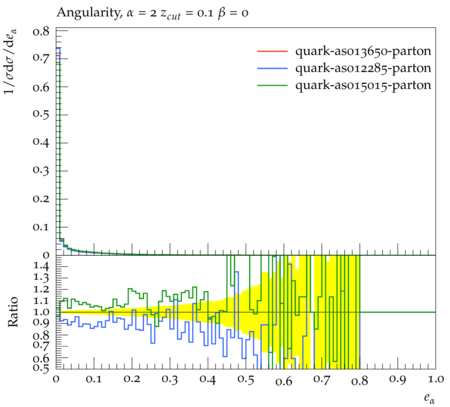 Angularity, α = 2 z_cut = 0.1 β = 0
1/σdσ/de_α
quark-as013650-parton
quark-as012285-parton
quark-as015015-parton
0.8
0.7
0.6
0.5
0.4
0.3
0.2
0.1
0
Ratio
1.4
1.3
1.2
1.1
1.0
0.9
0.8
0.7
0.6
0.5
0 0.1 0.2 0.3 0.4 0.5 0.6 0.7 0.8 0.9 1.0
e_α